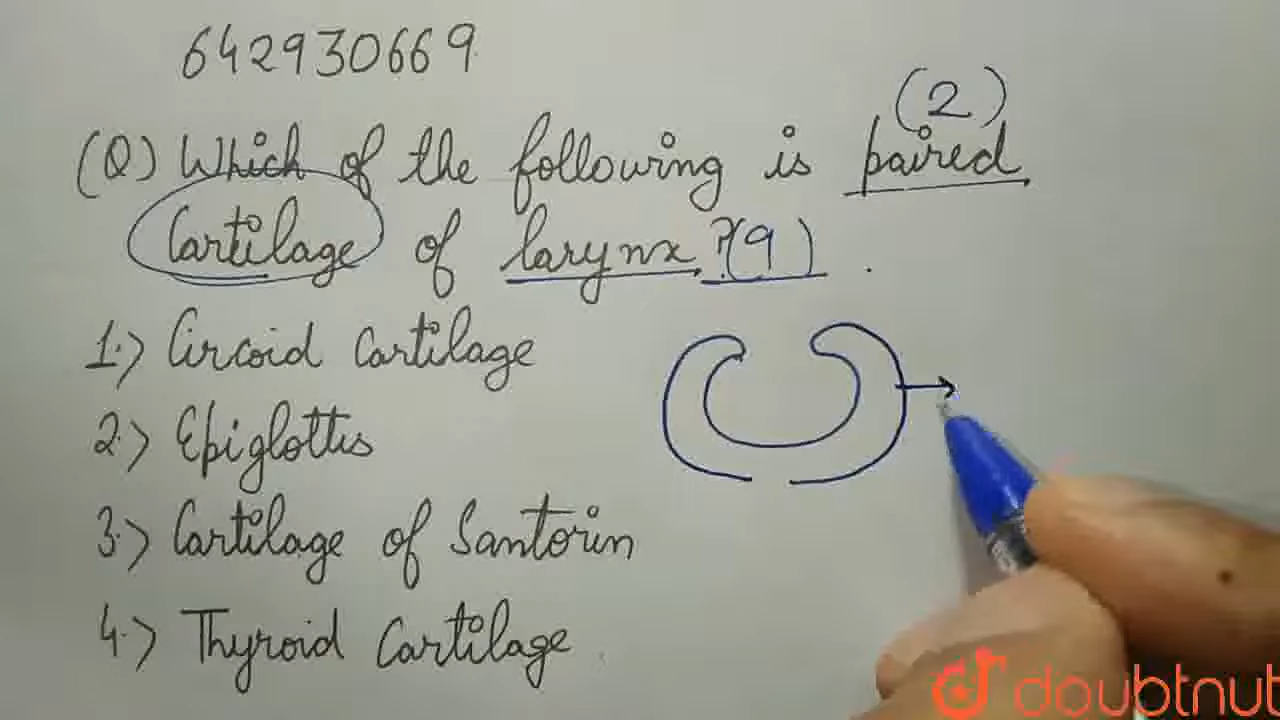 642930669
(2)
(Q) Which of the following is paired
Cartilage of larynx ?(9).
1.) Circoid Cartilage
2.) Epiglottis
3.) Cartilage of Santorin
4.) Thyroid Cartilage.
doubtnut